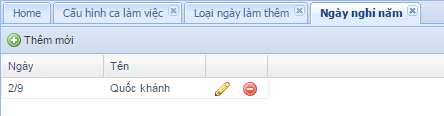 Home Cấu hình ca làm việc Loại ngày làm thêm Ngày nghỉ năm
Thêm mới
Ngày Tên
2/9 Quốc khánh